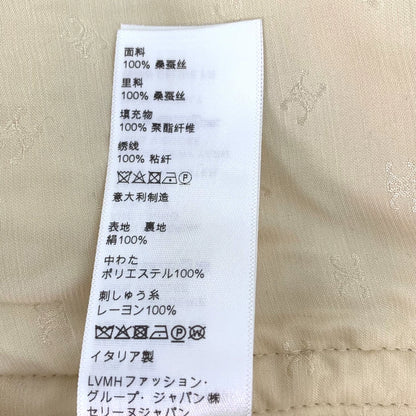 面料
100% 桑蚕丝
里料
100% 桑蚕丝
填充物
100% 聚酯纤维
绣线
100% 粘纤
意大利制造
表地 裏地
絹100%
中わた
ポリエステル100%
刺しゅう糸
レーヨン100%
イタリア製
LVMHファッション・
グループ・ジャパン㈱
セリーヌジャパン